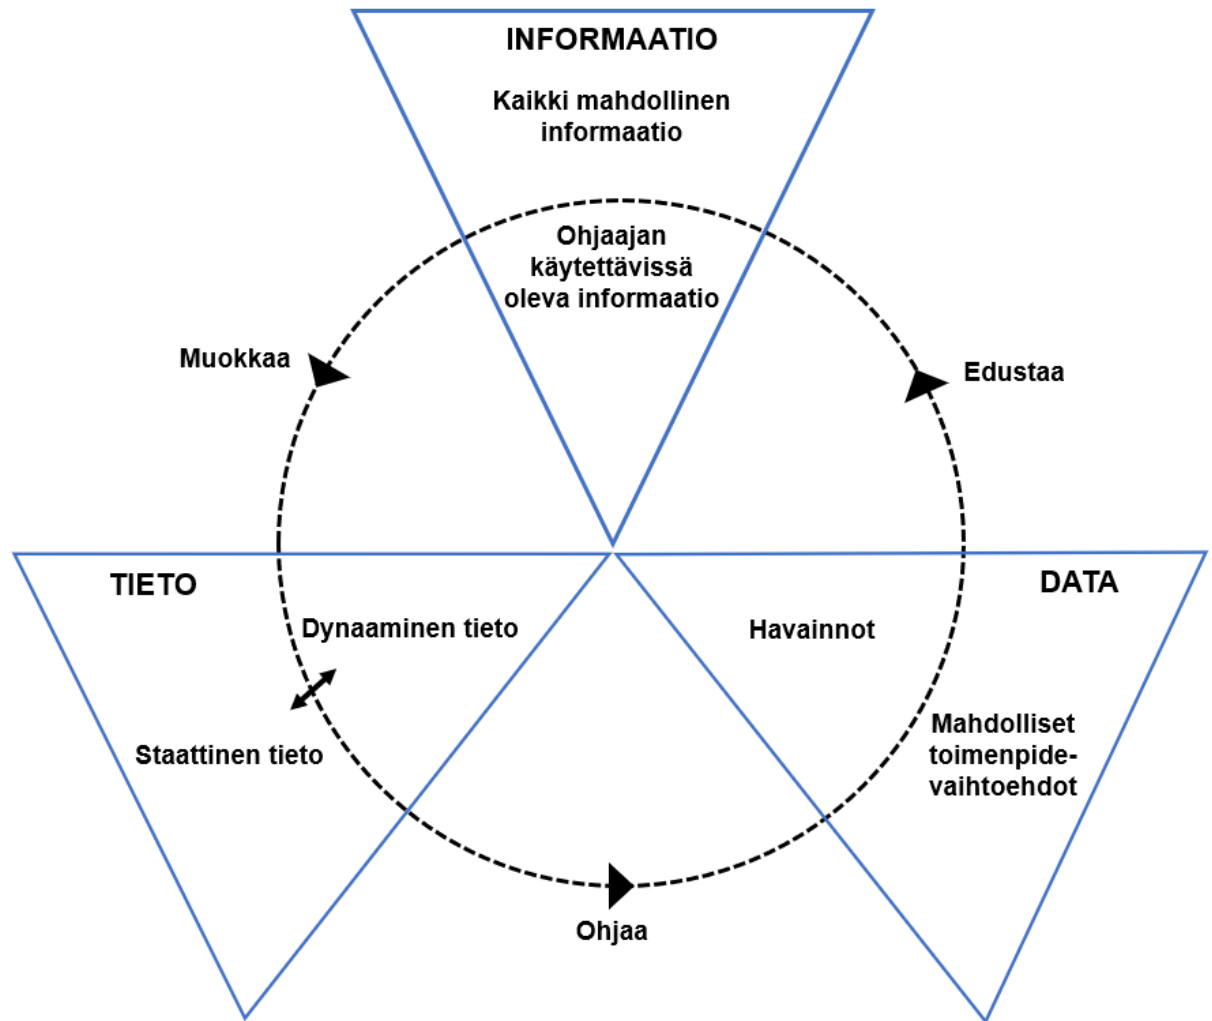 INFORMAATIO
Kaikki mahdollinen
informaatio
Ohjaajan
käytettävissä
oleva informaatio
Muokkaa
Edustaa
TIETO
DATA
Dynaaminen tieto
Havainnot
Staattinen tieto
Mahdolliset
toimenpide-
vaihtoehdot
Ohjaa